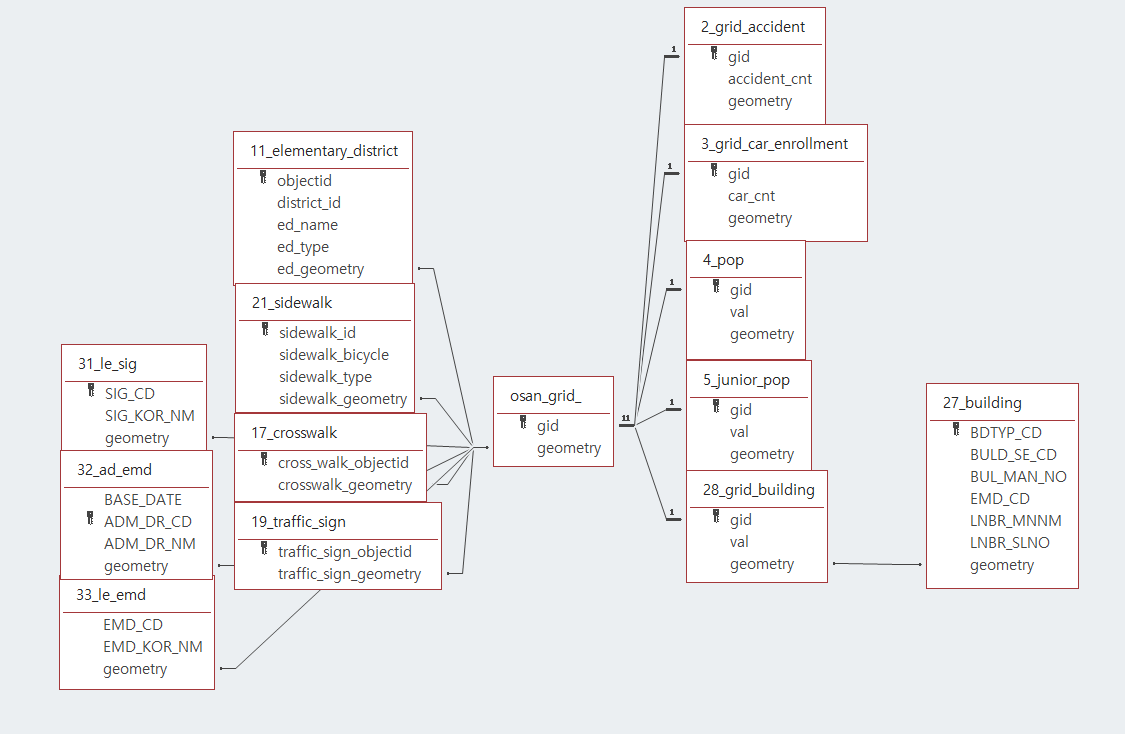 2_grid_accident
gid
accident_cnt
geometry
1
3_grid_car_enrollment
gid
car_cnt
geometry
1
11_elementary_district
objectid
district_id
ed_name
ed_type
ed_geometry
4_pop
gid
val
geometry
1
21_sidewalk
sidewalk_id
sidewalk_bicycle
sidewalk_type
sidewalk_geometry
31_le_sig
SIG_CD
SIG_KOR_NM
geometry
osan_grid_
gid
geometry
11
5_junior_pop
gid
val
geometry
1
27_building
BDTYP_CD
BULD_SE_CD
BUL_MAN_NO
EMD_CD
LNBR_MNNM
LNBR_SLNO
geometry
17_crosswalk
cross_walk_objectid
crosswalk_geometry
32_ad_emd
BASE_DATE
ADM_DR_CD
ADM_DR_NM
geometry
28_grid_building
gid
val
geometry
1
19_traffic_sign
traffic_sign_objectid
traffic_sign_geometry
33_le_emd
EMD_CD
EMD_KOR_NM
geometry